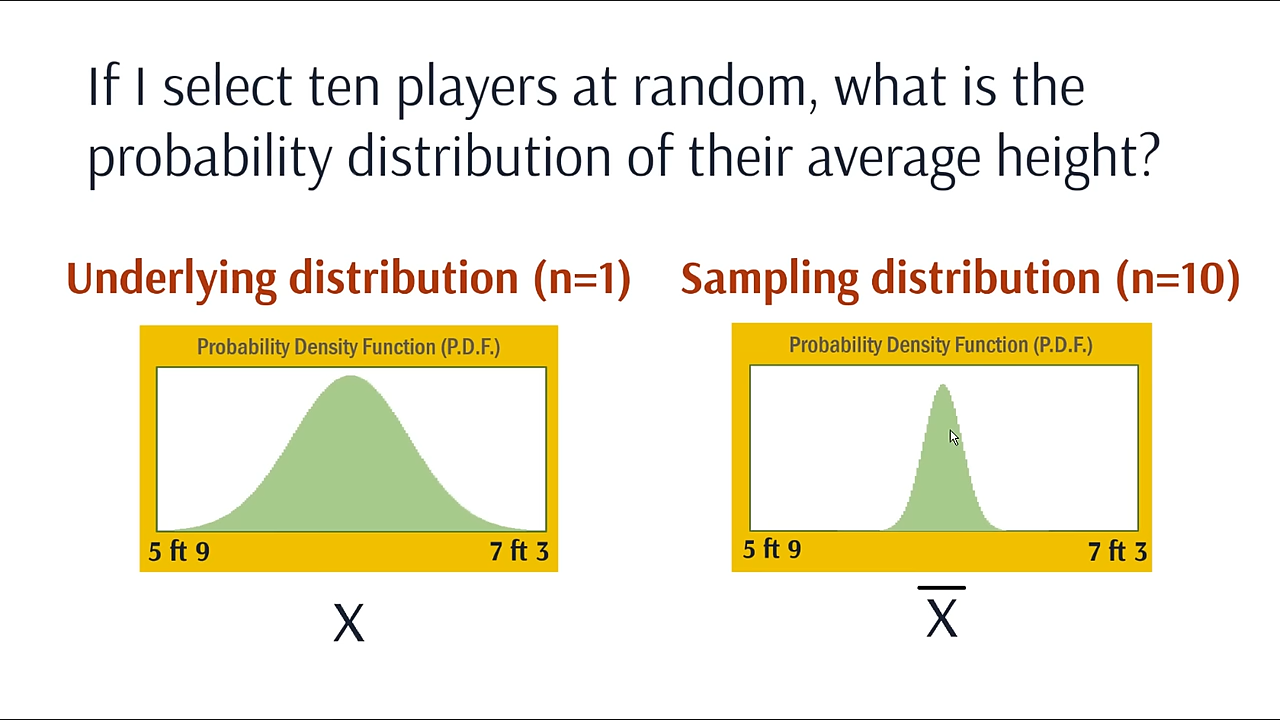 If I select ten players at random, what is the
probability distribution of their average height?
Underlying distribution (n=1)
Probability Density Function (P.D.F.)
5 ft 9
7 ft 3
X
Sampling distribution (n=10)
Probability Density Function (P.D.F.)
5 ft 9
7 ft 3
X̅